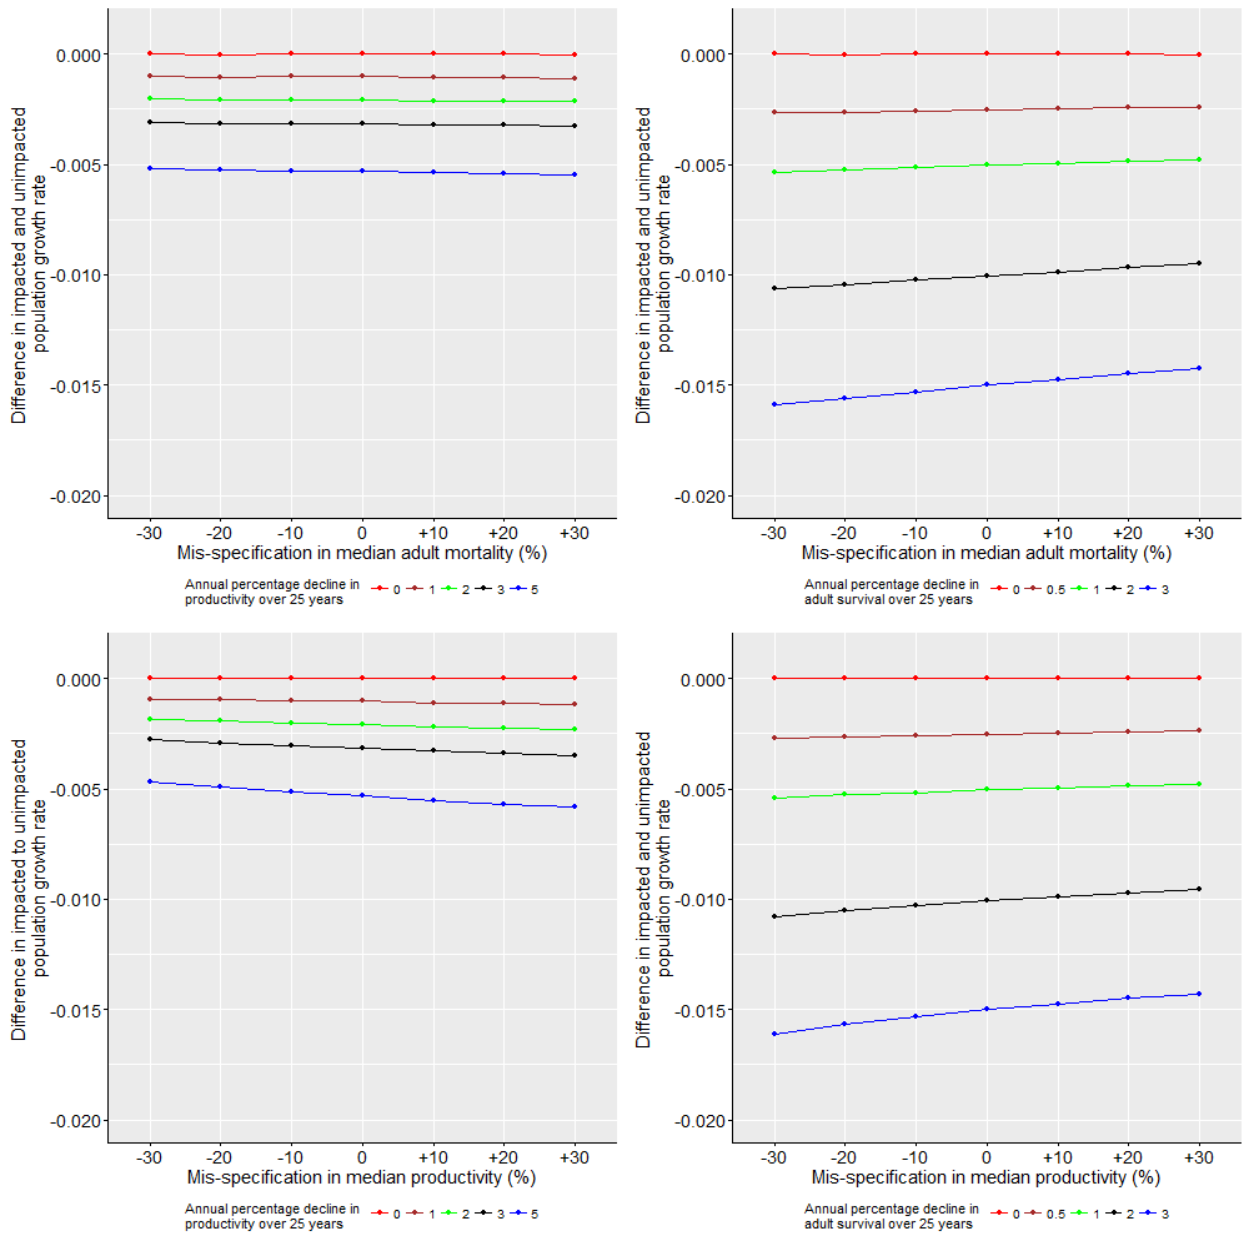 Difference in impacted and unimpacted
population growth rate
0.000
-0.005
-0.010
-0.015
-0.020
-30 -20 -10 0 +10 +20 +30
Mis-specification in median adult mortality (%)
Annual percentage decline in
productivity over 25 years
0 1 2 3 5
Difference in impacted and unimpacted
population growth rate
0.000
-0.005
-0.010
-0.015
-0.020
-30 -20 -10 0 +10 +20 +30
Mis-specification in median adult mortality (%)
Annual percentage decline in
adult survival over 25 years
0 0.5 1 2 3
Difference in impacted to unimpacted
population growth rate
0.000
-0.005
-0.010
-0.015
-0.020
-30 -20 -10 0 +10 +20 +30
Mis-specification in median productivity (%)
Annual percentage decline in
productivity over 25 years
0 1 2 3 5
Difference in impacted and unimpacted
population growth rate
0.000
-0.005
-0.010
-0.015
-0.020
-30 -20 -10 0 +10 +20 +30
Mis-specification in median productivity (%)
Annual percentage decline in
adult survival over 25 years
0 0.5 1 2 3